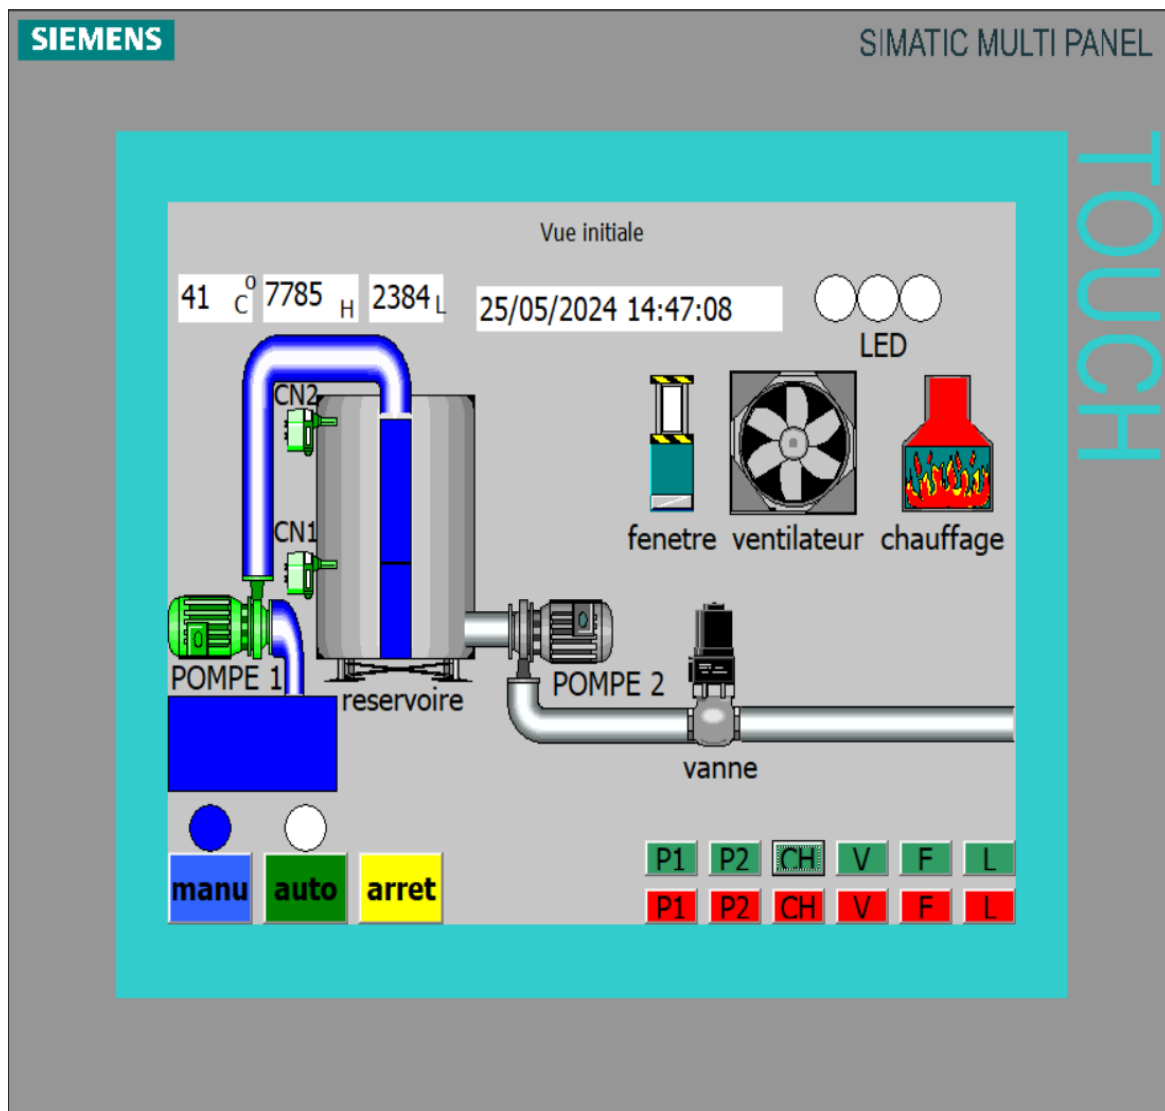 SIEMENS
SIMATIC MULTI PANEL
TOUCH
Vue initiale
41 °C 7785 H 2384 L
25/05/2024 14:47:08
LED
CN2
CN1
fenetre ventilateur chauffage
POMPE 1
reservoire
POMPE 2
vanne
manu auto arret
P1 P2 CH V F L
P1 P2 CH V F L